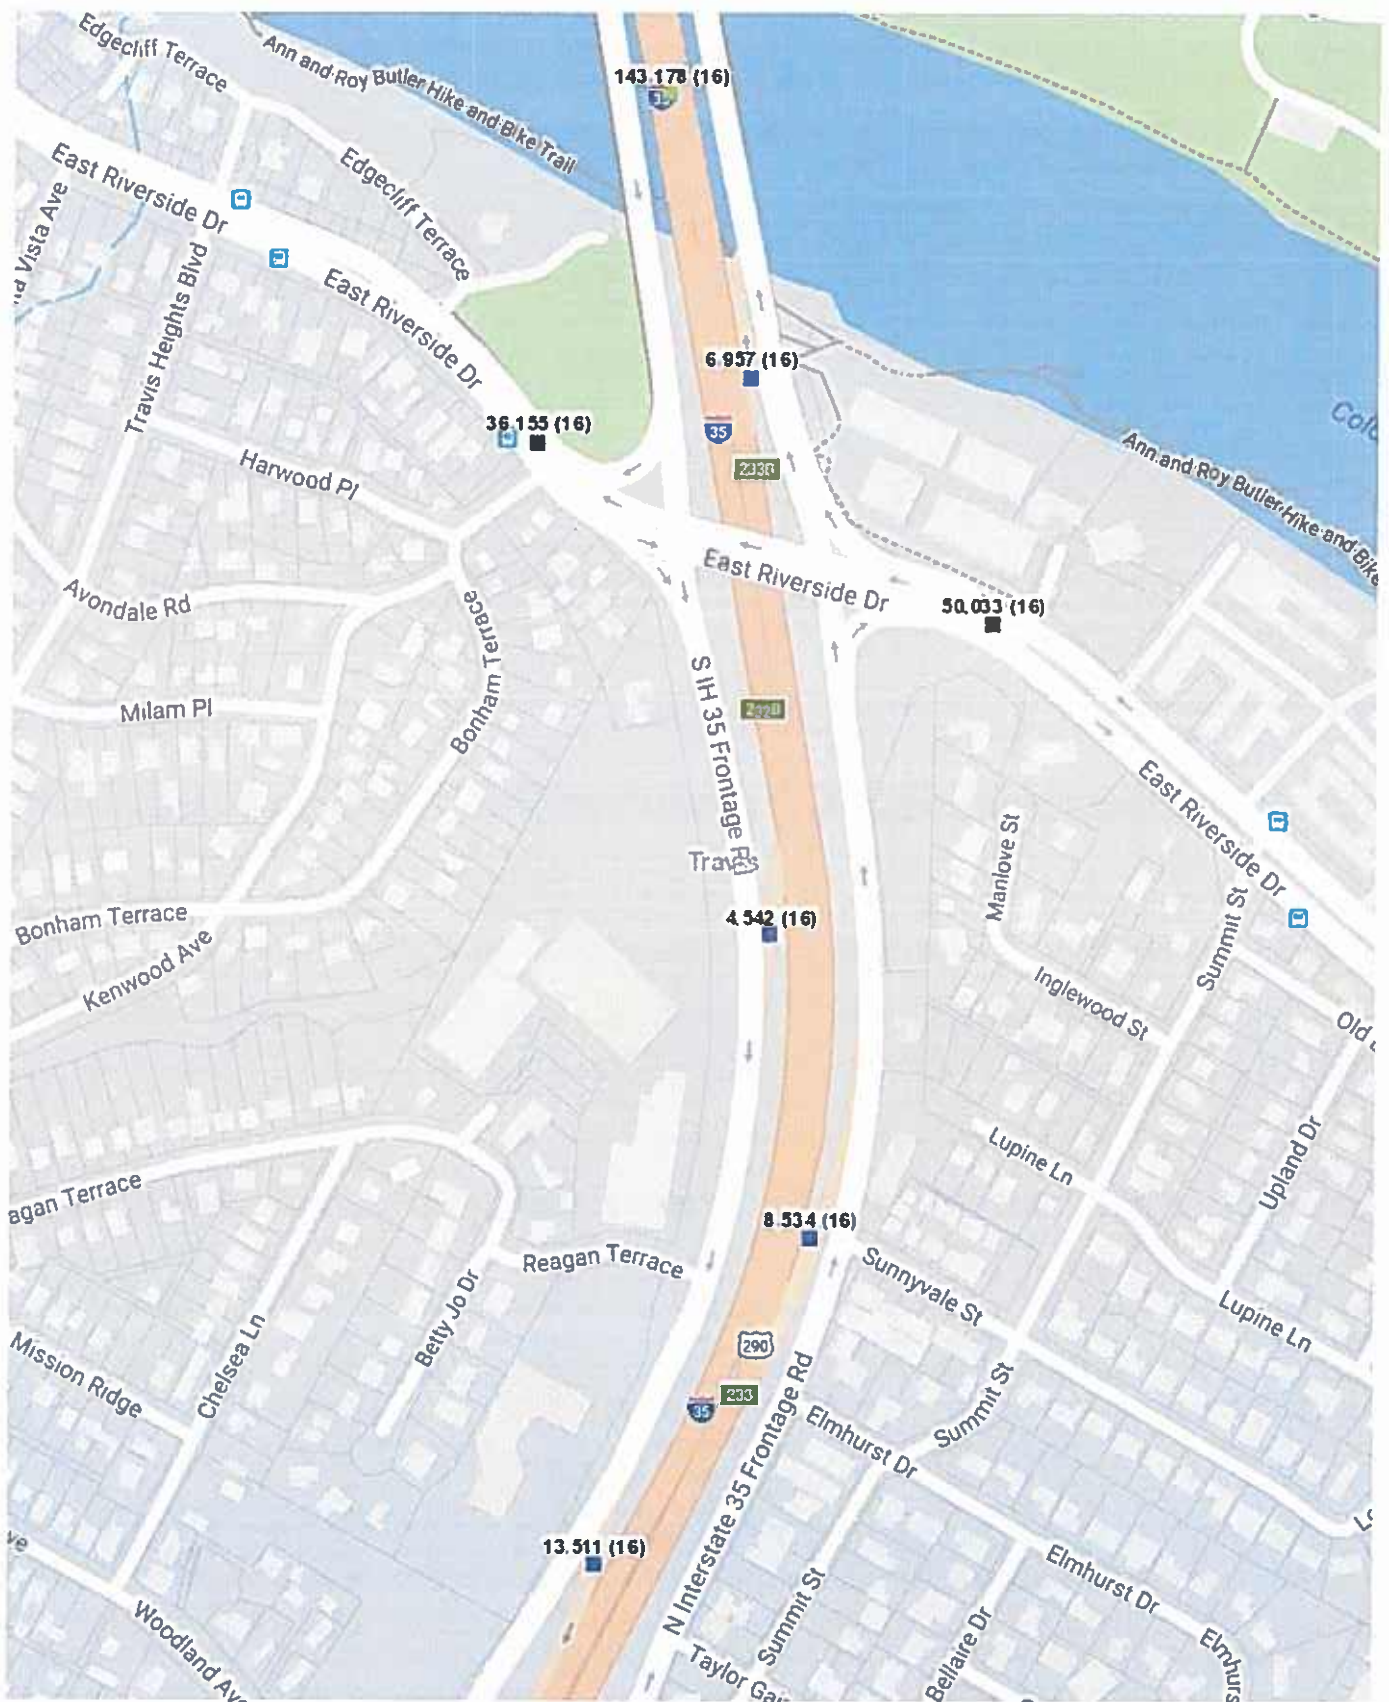 Edgecliff Terrace
Ann and Roy Butler Hike and Bike Trail
143,178 (16)
East Riverside Dr
Edgecliff Terrace
Vista Ave
Travis Heights Blvd
East Riverside Dr
6,957 (16)
35
36,155 (16)
233B
Harwood Pl
Ann and Roy Butler Hike and Bike
East Riverside Dr
Avondale Rd
50,033 (16)
Bonham Terrace
S IH 35 Frontage Rd
Milam Pl
232B
East Riverside Dr
Manlove St
Travis
Bonham Terrace
4,542 (16)
Summit St
Kenwood Ave
Inglewood St
Old
Lupine Ln
Upland Dr
agan Terrace
8,534 (16)
Reagan Terrace
Sunnyvale St
Betty Jo Dr
Lupine Ln
Chelsea Ln
Mission Ridge
290
233
35
N Interstate 35 Frontage Rd
Summit St
Elmhurst Dr
13,511 (16)
ve
Elmhurst Dr
Summit St
Woodland Ave
Bellaire Dr
Elmhurs
Taylor Ga